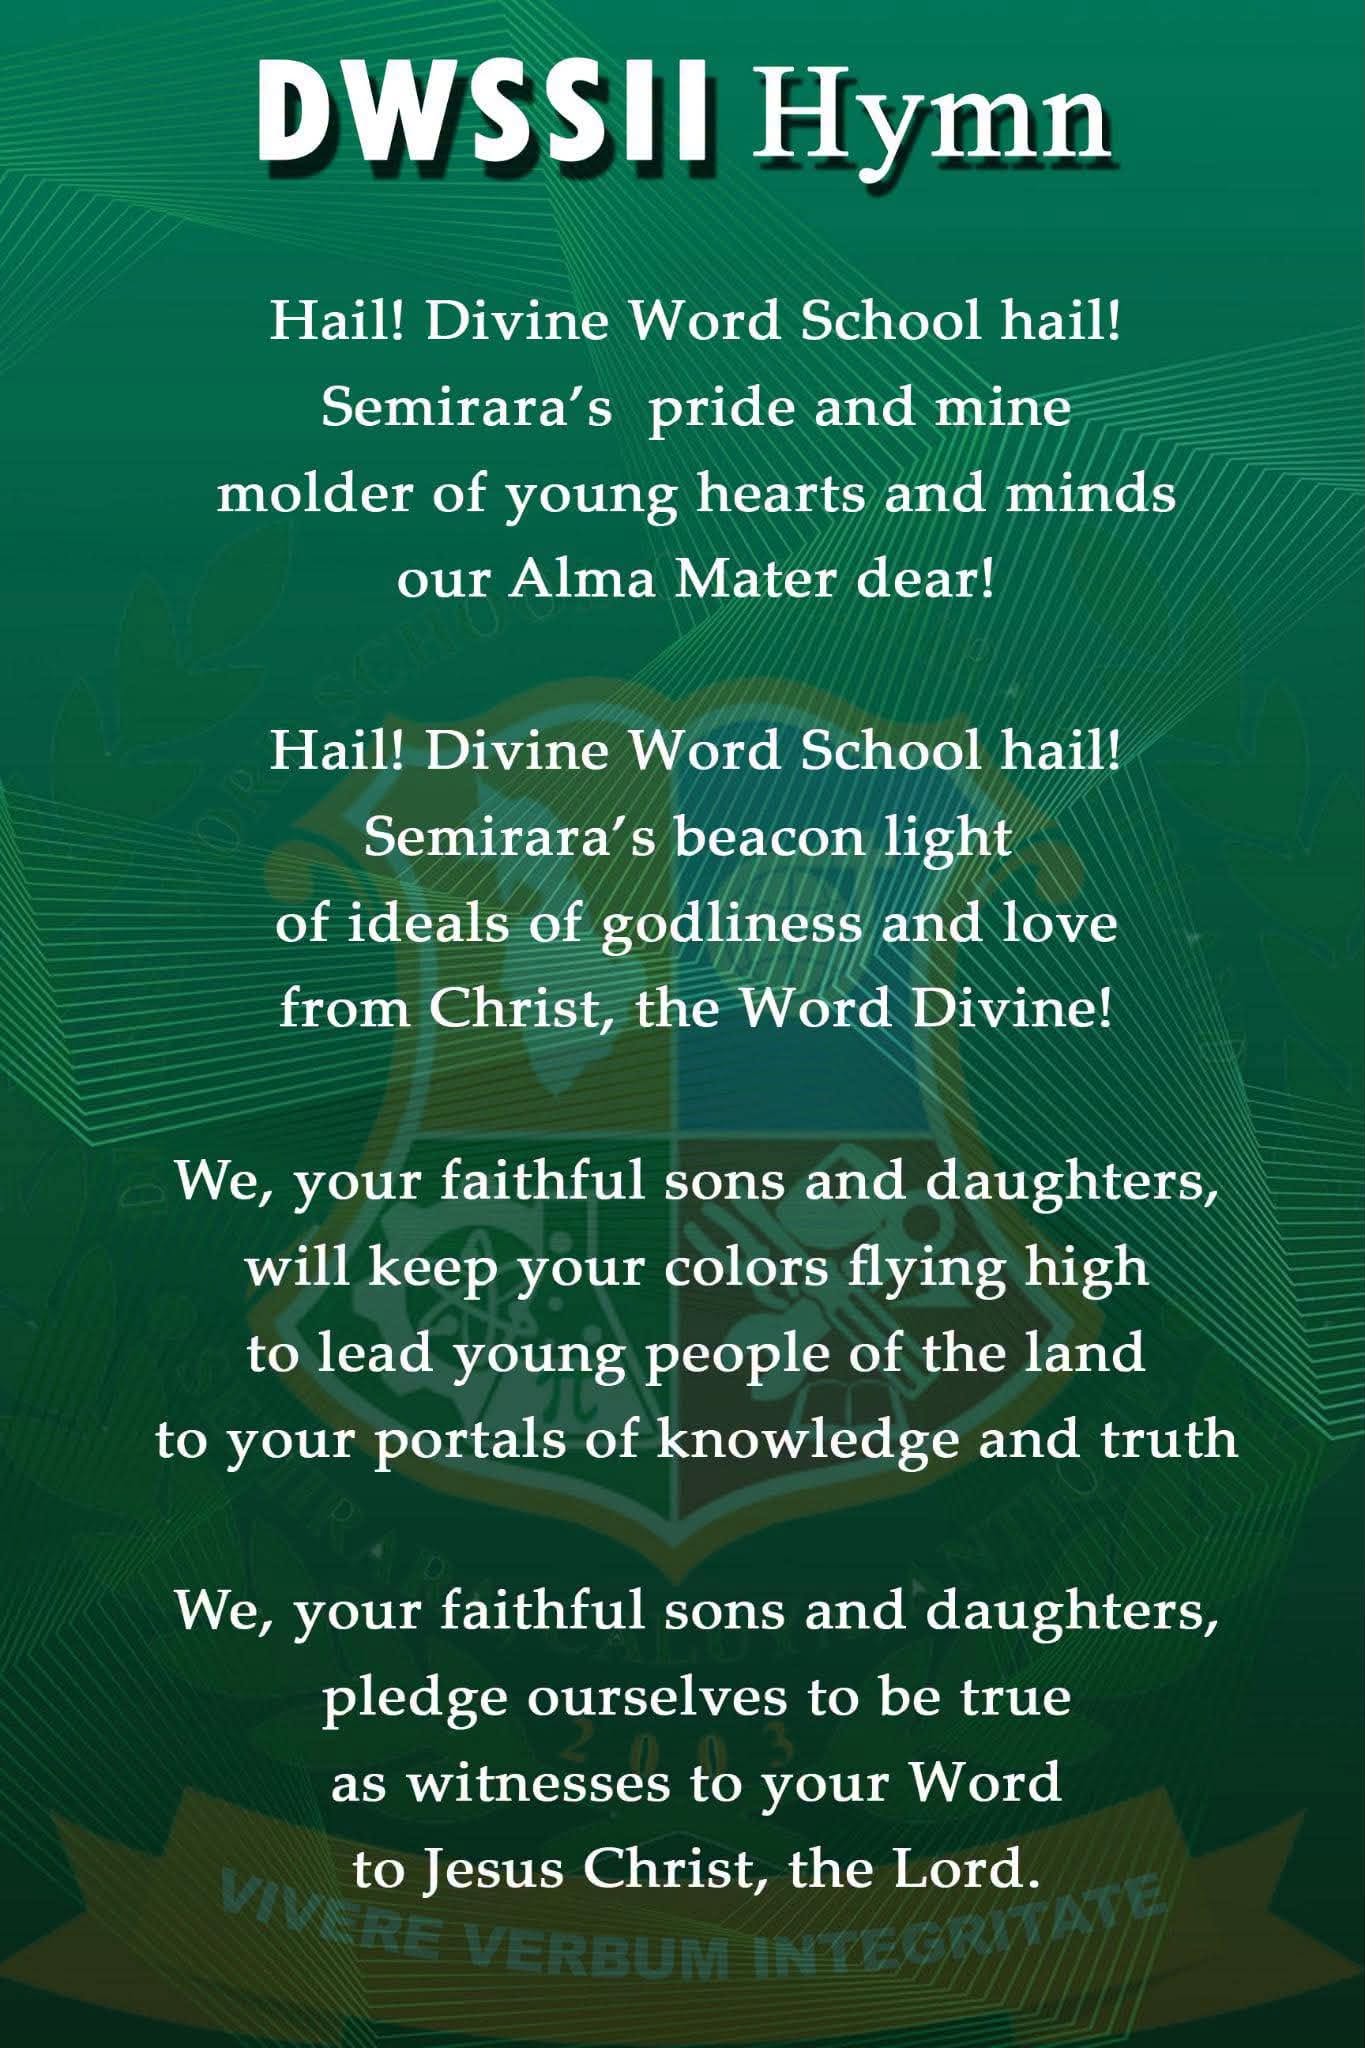 DWSSII Hymn
Hail! Divine Word School hail!
Semirara’s pride and mine
molder of young hearts and minds
our Alma Mater dear!
Hail! Divine Word School hail!
Semirara’s beacon light
of ideals of godliness and love
from Christ, the Word Divine!
We, your faithful sons and daughters,
will keep your colors flying high
to lead young people of the land
to your portals of knowledge and truth
We, your faithful sons and daughters,
pledge ourselves to be true
as witnesses to your Word
to Jesus Christ, the Lord.
2003
VIVERE VERBUM INTEGRITATE